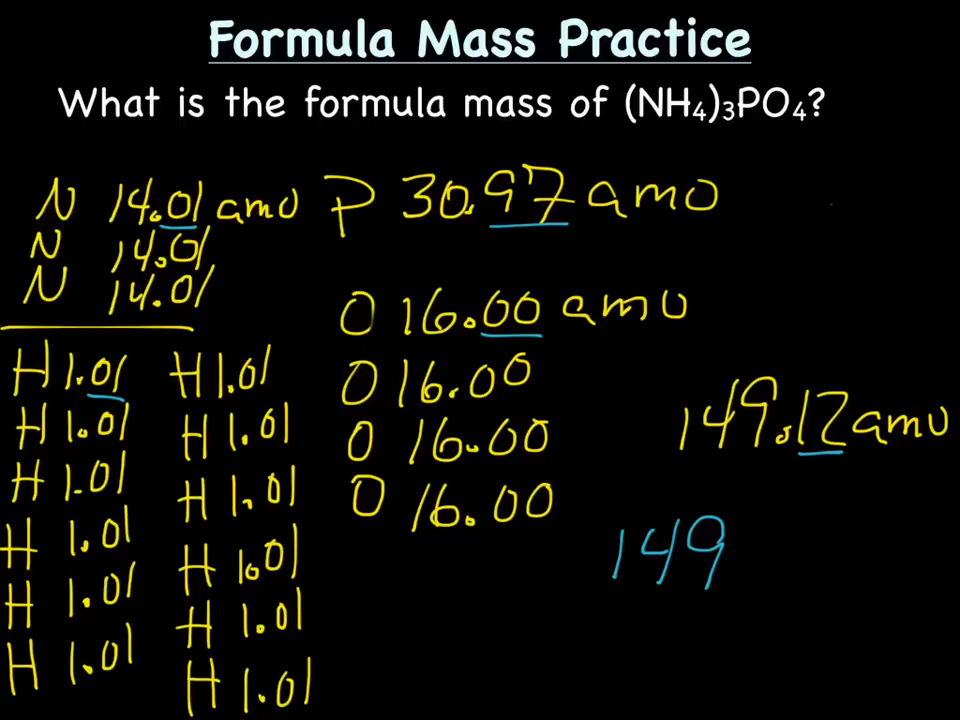 Formula Mass Practice
What is the formula mass of (NH₄)₃PO₄?
N 14.01 amu
N 14.01
N 14.01
H 1.01 H 1.01
H 1.01 H 1.01
H 1.01 H 1.01
H 1.01 H 1.01
H 1.01 H 1.01
H 1.01 H 1.01
P 30.97 amu
O 16.00 amu
O 16.00
O 16.00
O 16.00
149.12 amu
149